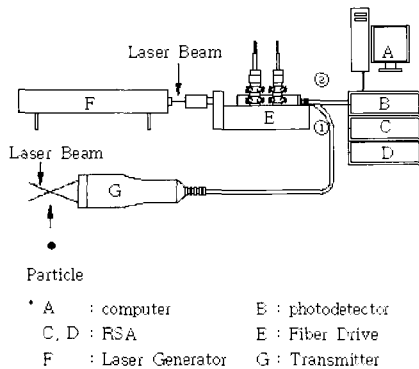 Laser Beam
A
②
F
E
B
①
C
D
Laser Beam
G
Particle
* A : computer B : photodetector
C, D : RSA E : Fiber Drive
F : Laser Generator G : Transmitter